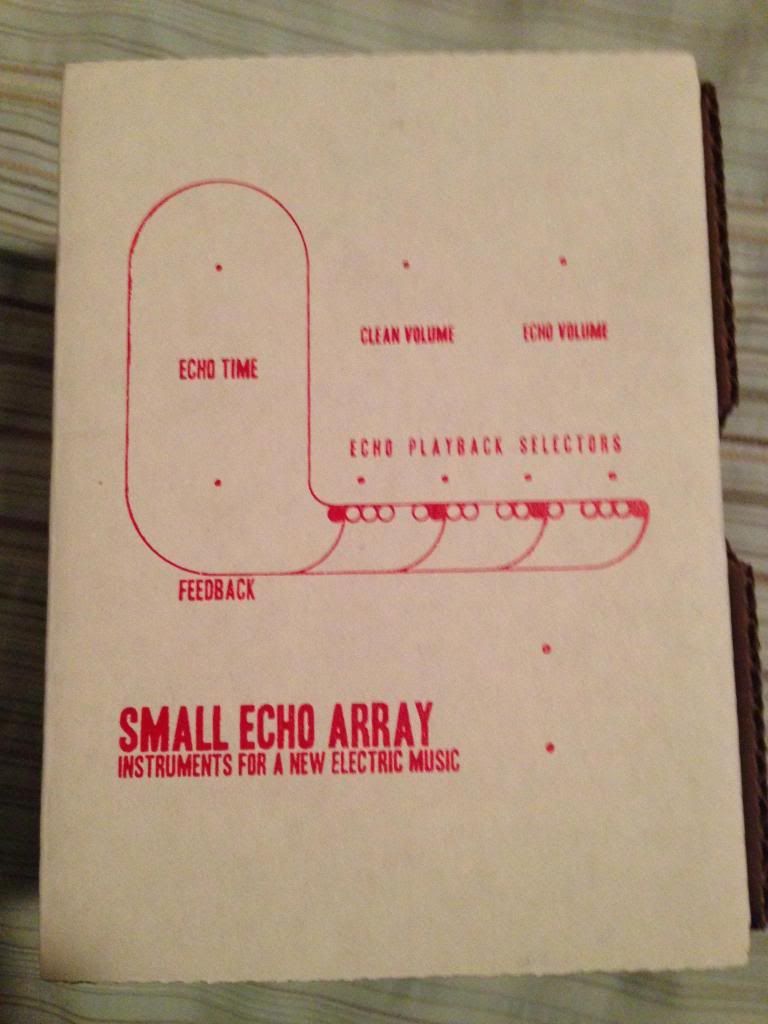 ECHO TIME
CLEAN VOLUME
ECHO VOLUME
ECHO PLAYBACK SELECTORS
FEEDBACK
SMALL ECHO ARRAY
INSTRUMENTS FOR A NEW ELECTRIC MUSIC